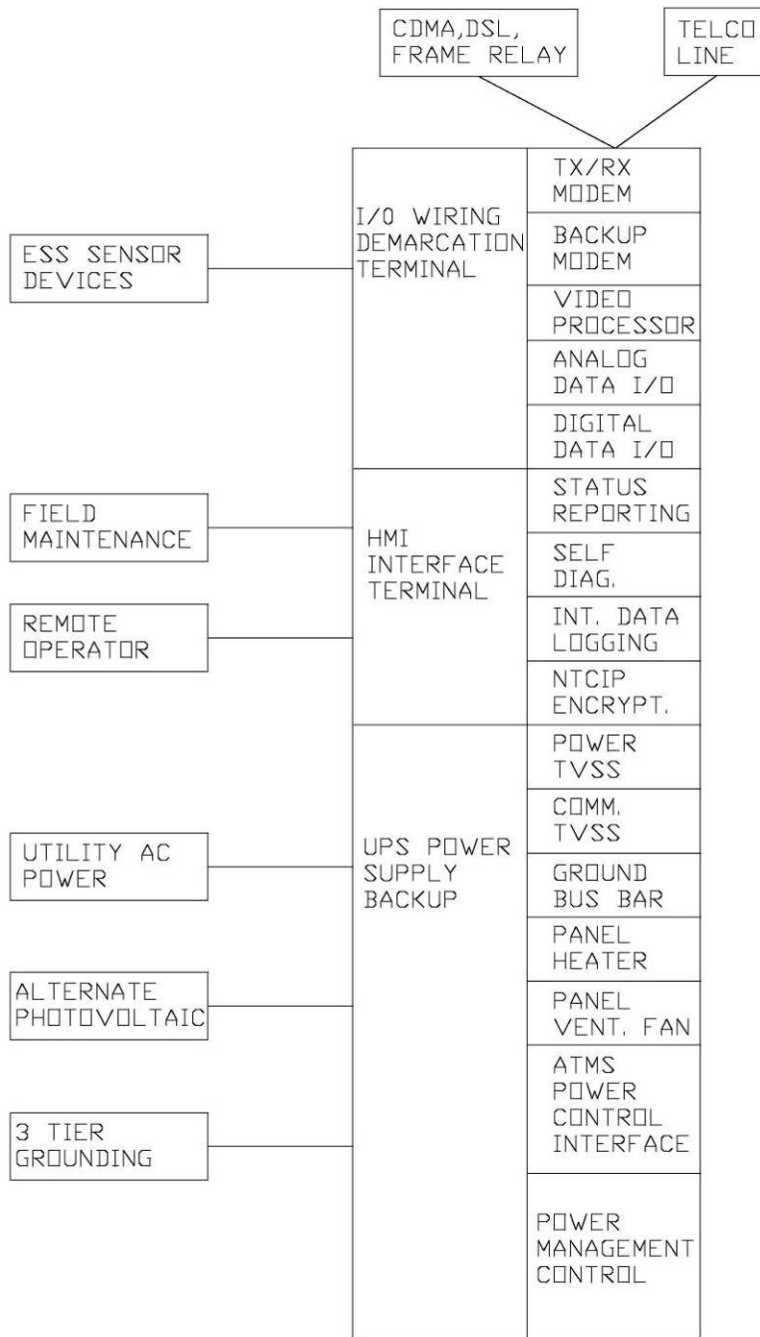 CDMA,DSL,
FRAME RELAY
TELCO
LINE
I/O WIRING
DEMARCATION
TERMINAL
TX/RX
MODEM
BACKUP
MODEM
VIDEO
PROCESSOR
ANALOG
DATA I/O
DIGITAL
DATA I/O
ESS SENSOR
DEVICES
FIELD
MAINTENANCE
REMOTE
OPERATOR
HMI
INTERFACE
TERMINAL
STATUS
REPORTING
SELF
DIAG.
INT. DATA
LOGGING
NTCIP
ENCRYPT.
UTILITY AC
POWER
ALTERNATE
PHOTOVOLTAIC
3 TIER
GROUNDING
UPS POWER
SUPPLY
BACKUP
POWER
TVSS
COMM.
TVSS
GROUND
BUS BAR
PANEL
HEATER
PANEL
VENT. FAN
ATMS
POWER
CONTROL
INTERFACE
POWER
MANAGEMENT
CONTROL